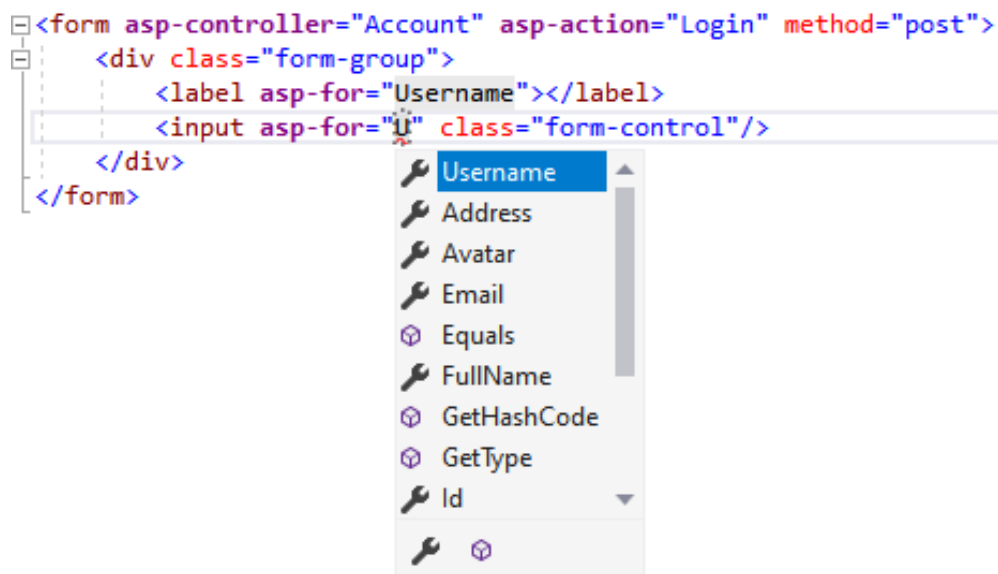 <form asp-controller="Account" asp-action="Login" method="post">
<div class="form-group">
<label asp-for="Username"></label>
<input asp-for="U" class="form-control"/>
</div>
</form>
Username
Address
Avatar
Email
Equals
FullName
GetHashCode
GetType
Id